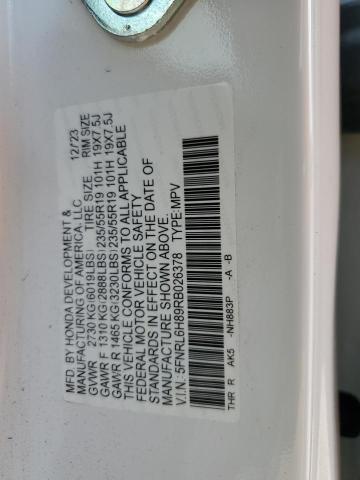 MFD. BY HONDA DEVELOPMENT & 12/23
MANUFACTURING OF AMERICA, LLC
GVWR 2730 KG(6019LBS) TIRE SIZE RIM SIZE
GAWR F 1310 KG(2888LBS)235/55R19 101H 19X7.5J
GAWR R 1465 KG(3230LBS)235/55R19 101H 19X7.5J
THIS VEHICLE CONFORMS TO ALL APPLICABLE
FEDERAL MOTOR VEHICLE SAFETY
STANDARDS IN EFFECT ON THE DATE OF
MANUFACTURE SHOWN ABOVE.
V.I.N.: 5FNRL6H89RB026378 TYPE:MPV
THR R AK5 -NH883P -A -B